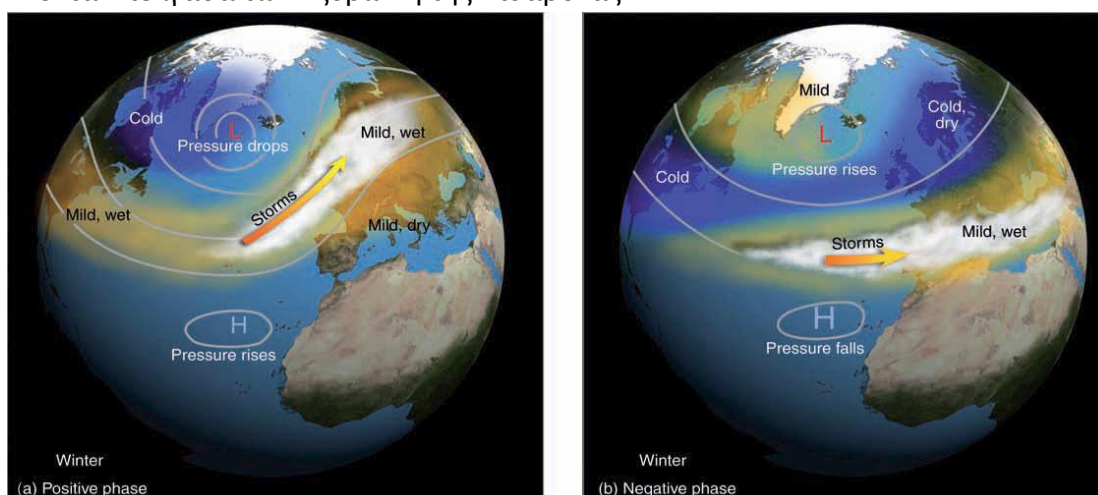 Cold
L
Pressure drops
Mild, wet
Mild, wet
Storms
Mild, dry
H
Pressure rises
Winter
(a) Positive phase
Mild
Cold,
dry
L
Pressure rises
Cold
Storms
Mild, wet
H
Pressure falls
Winter
(b) Negative phase